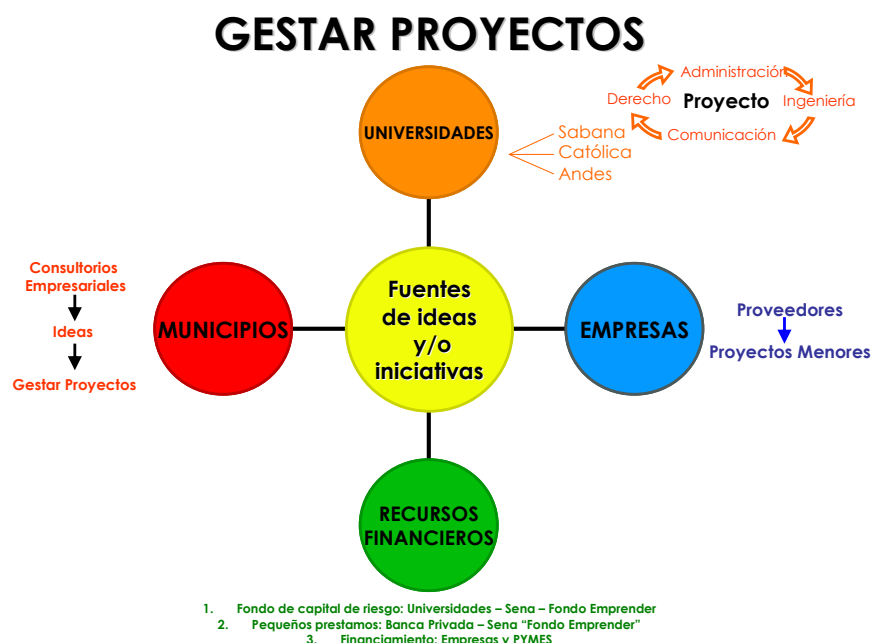 GESTAR PROYECTOS
UNIVERSIDADES
Administración
Derecho
Proyecto
Ingeniería
Comunicación
Sabana
Católica
Andes
Consultorios
Empresariales
Ideas
Gestar Proyectos
MUNICIPIOS
Fuentes
de ideas
y/o
iniciativas
EMPRESAS
Proveedores
Proyectos Menores
RECURSOS
FINANCIEROS
1. Fondo de capital de riesgo: Universidades – Sena – Fondo Emprender
2. Pequeños prestamos: Banca Privada – Sena “Fondo Emprender”
3. Financiamiento: Empresas y PYMES